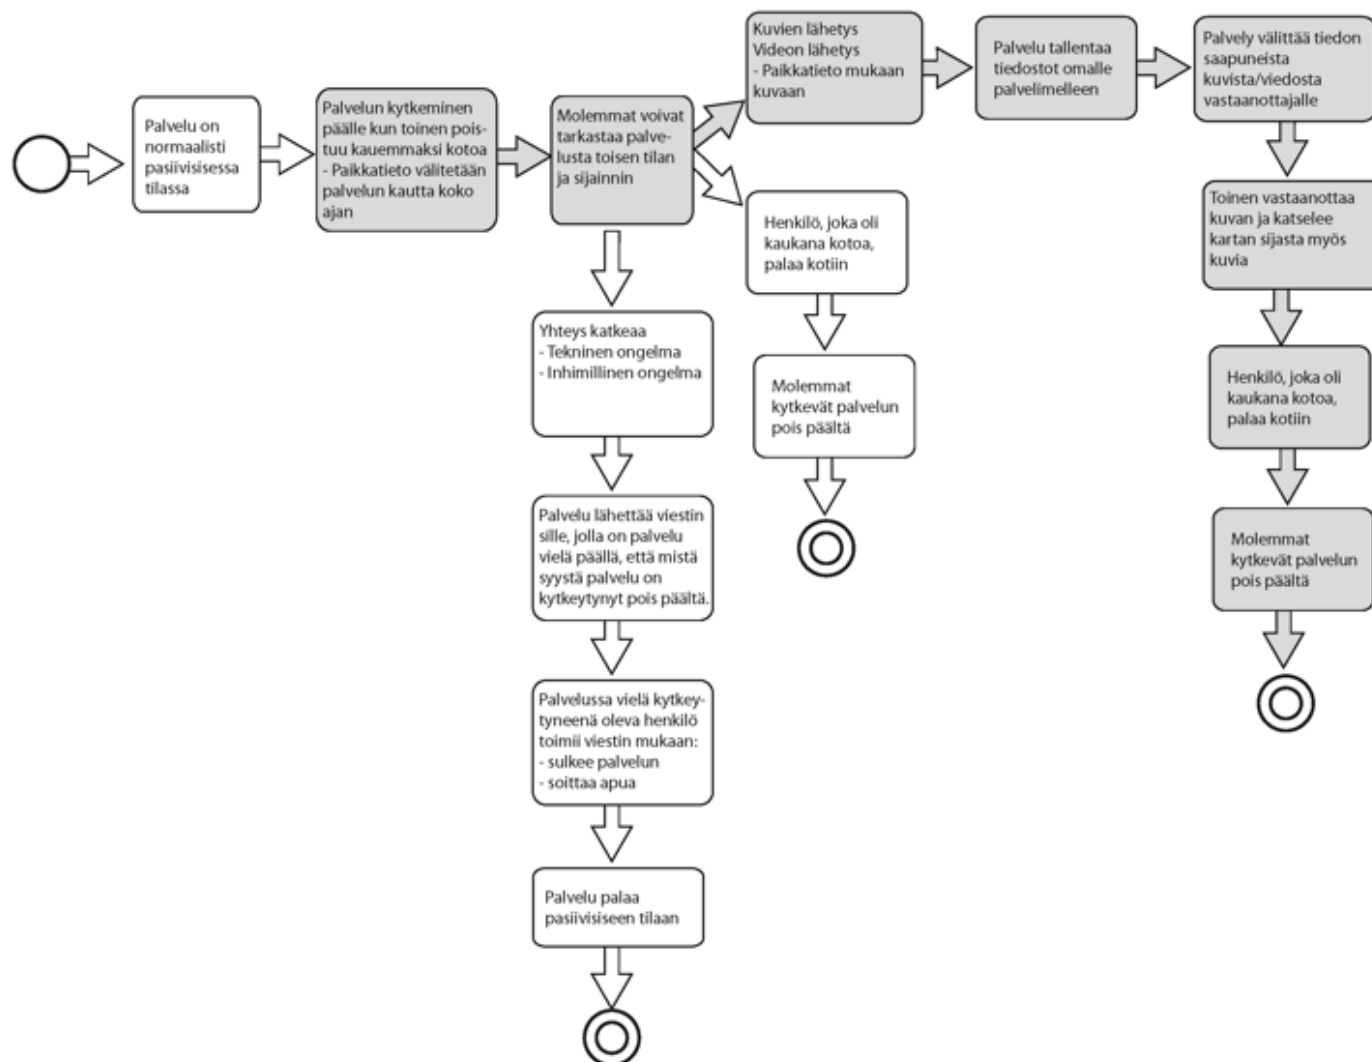 Palvelu on
normaalisti
pasiivisisessa
tilassa
Palvelun kytkeminen
päälle kun toinen pois-
tuu kauemmaksi kotoa
- Paikkatieto välitetään
palvelun kautta koko
ajan
Molemmat voivat
tarkastaa palve-
lusta toisen tilan
ja sijainnin
Kuvien lähetys
Videon lähetys
- Paikkatieto mukaan
kuvaan
Palvelu tallentaa
tiedostot omalle
palvelimelleen
Palvely välittää tiedon
saapuneista
kuvista/viedosta
vastaanottajalle
Toinen vastaanottaa
kuvan ja katselee
kartan sijasta myös
kuvia
Henkilö, joka oli
kaukana kotoa,
palaa kotiin
Molemmat
kytkevät palvelun
pois päältä
Henkilö, joka oli
kaukana kotoa,
palaa kotiin
Molemmat
kytkevät palvelun
pois päältä
Yhteys katkeaa
- Tekninen ongelma
- Inhimillinen ongelma
Palvelu lähettää viestin
sille, jolla on palvelu
vielä päällä, että mistä
syystä palvelu on
kytkeytynyt pois päältä.
Palvelussa vielä kytkey-
tyneenä oleva henkilö
toimii viestin mukaan:
- sulkee palvelun
- soittaa apua
Palvelu palaa
pasiivisiseen tilaan